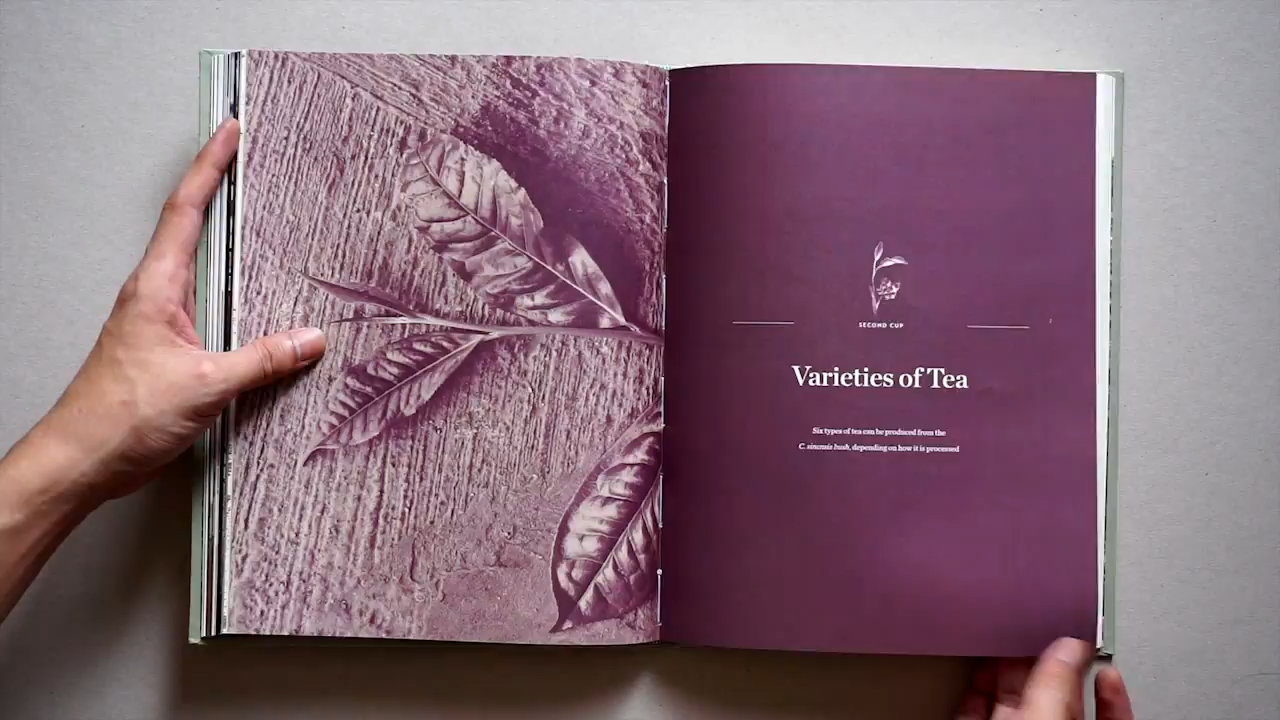 SECOND CUP
Varieties of Tea
Six types of tea can be produced from the
C. sinensis bush, depending on how it is processed